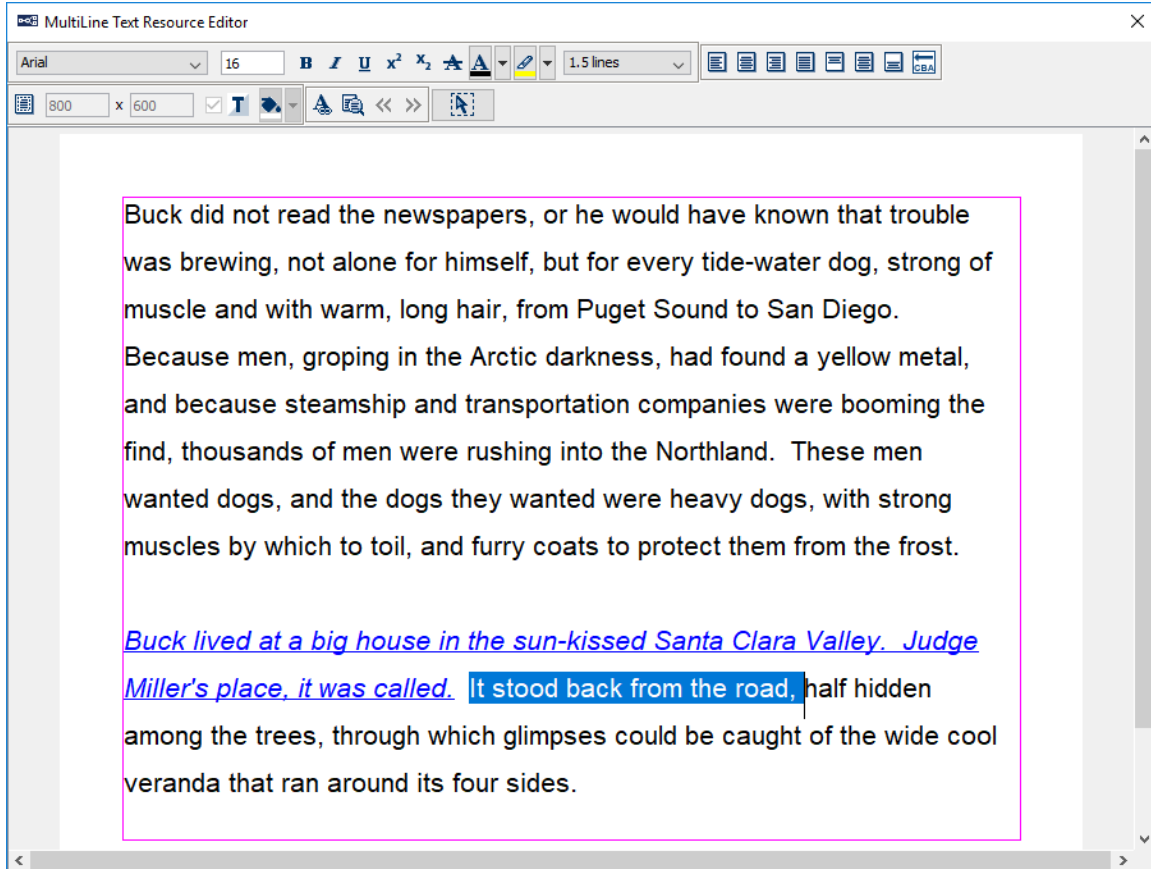 MultiLine Text Resource Editor
Arial 16 B I U x² x₂ A A 1.5 lines CBA
800 x 600 T A
Buck did not read the newspapers, or he would have known that trouble
was brewing, not alone for himself, but for every tide-water dog, strong of
muscle and with warm, long hair, from Puget Sound to San Diego.
Because men, groping in the Arctic darkness, had found a yellow metal,
and because steamship and transportation companies were booming the
find, thousands of men were rushing into the Northland.  These men
wanted dogs, and the dogs they wanted were heavy dogs, with strong
muscles by which to toil, and furry coats to protect them from the frost.
Buck lived at a big house in the sun-kissed Santa Clara Valley.  Judge
Miller's place, it was called.  It stood back from the road, half hidden
among the trees, through which glimpses could be caught of the wide cool
veranda that ran around its four sides.